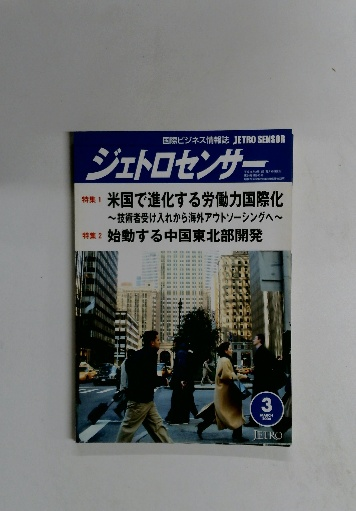 国際ビジネス情報誌 JETRO SENSOR
ジェトロセンサー
特集1 米国で進化する労働力国際化
～技術者受け入れから海外アウトソーシングへ～
特集2 始動する中国東北部開発
3
MARCH
JETRO